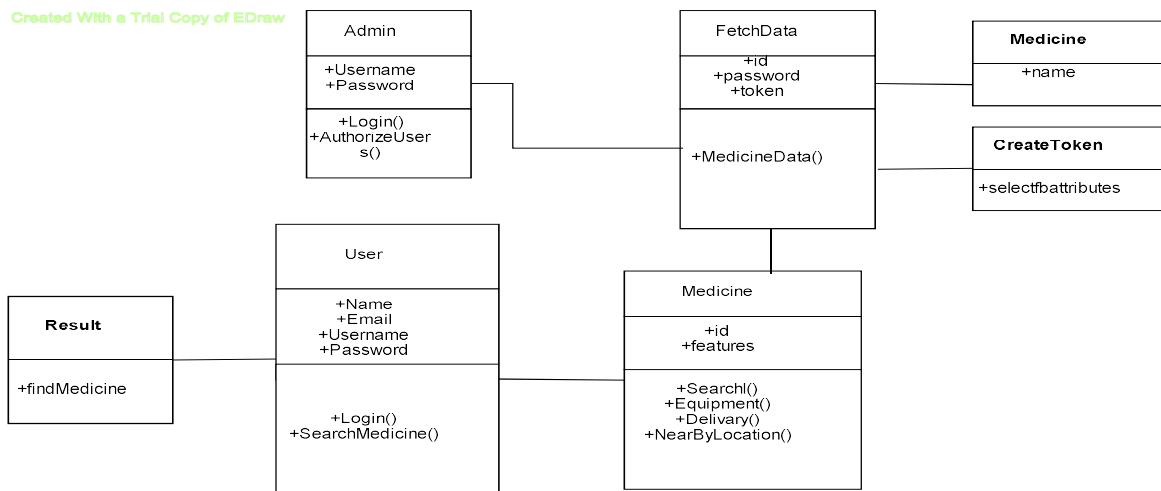 Created With a Trial Copy of EDraw
Admin
+Username
+Password
+Login()
+AuthorizeUser
s()
FetchData
+id
+password
+token
+MedicineData()
Medicine
+name
CreateToken
+selectfbattributes
User
+Name
+Email
+Username
+Password
+Login()
+SearchMedicine()
Result
+findMedicine
Medicine
+id
+features
+Searchl()
+Equipment()
+Delivary()
+NearByLocation()